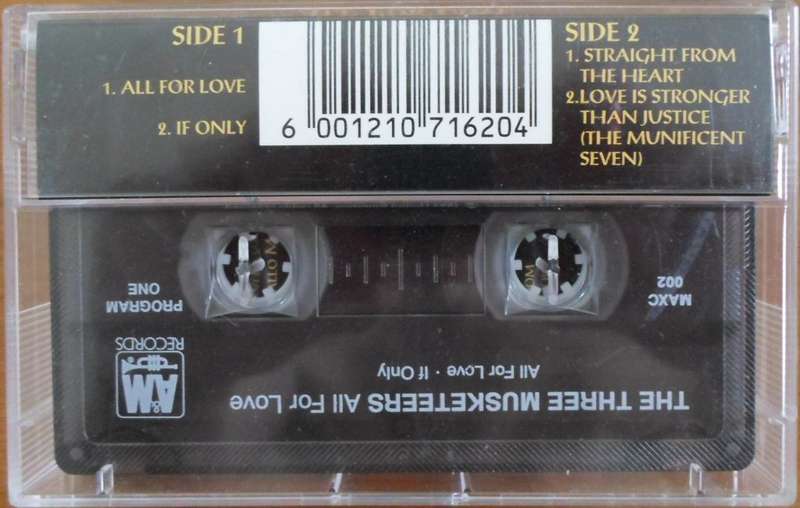 SIDE 1
1. ALL FOR LOVE
2. IF ONLY
6 001210 716204
SIDE 2
1. STRAIGHT FROM
THE HEART
2.LOVE IS STRONGER
THAN JUSTICE
(THE MUNIFICENT
SEVEN)
THE THREE MUSKETEERS All For Love
All For Love · If Only
A&M
RECORDS
PROGRAM
ONE
MAXC
002